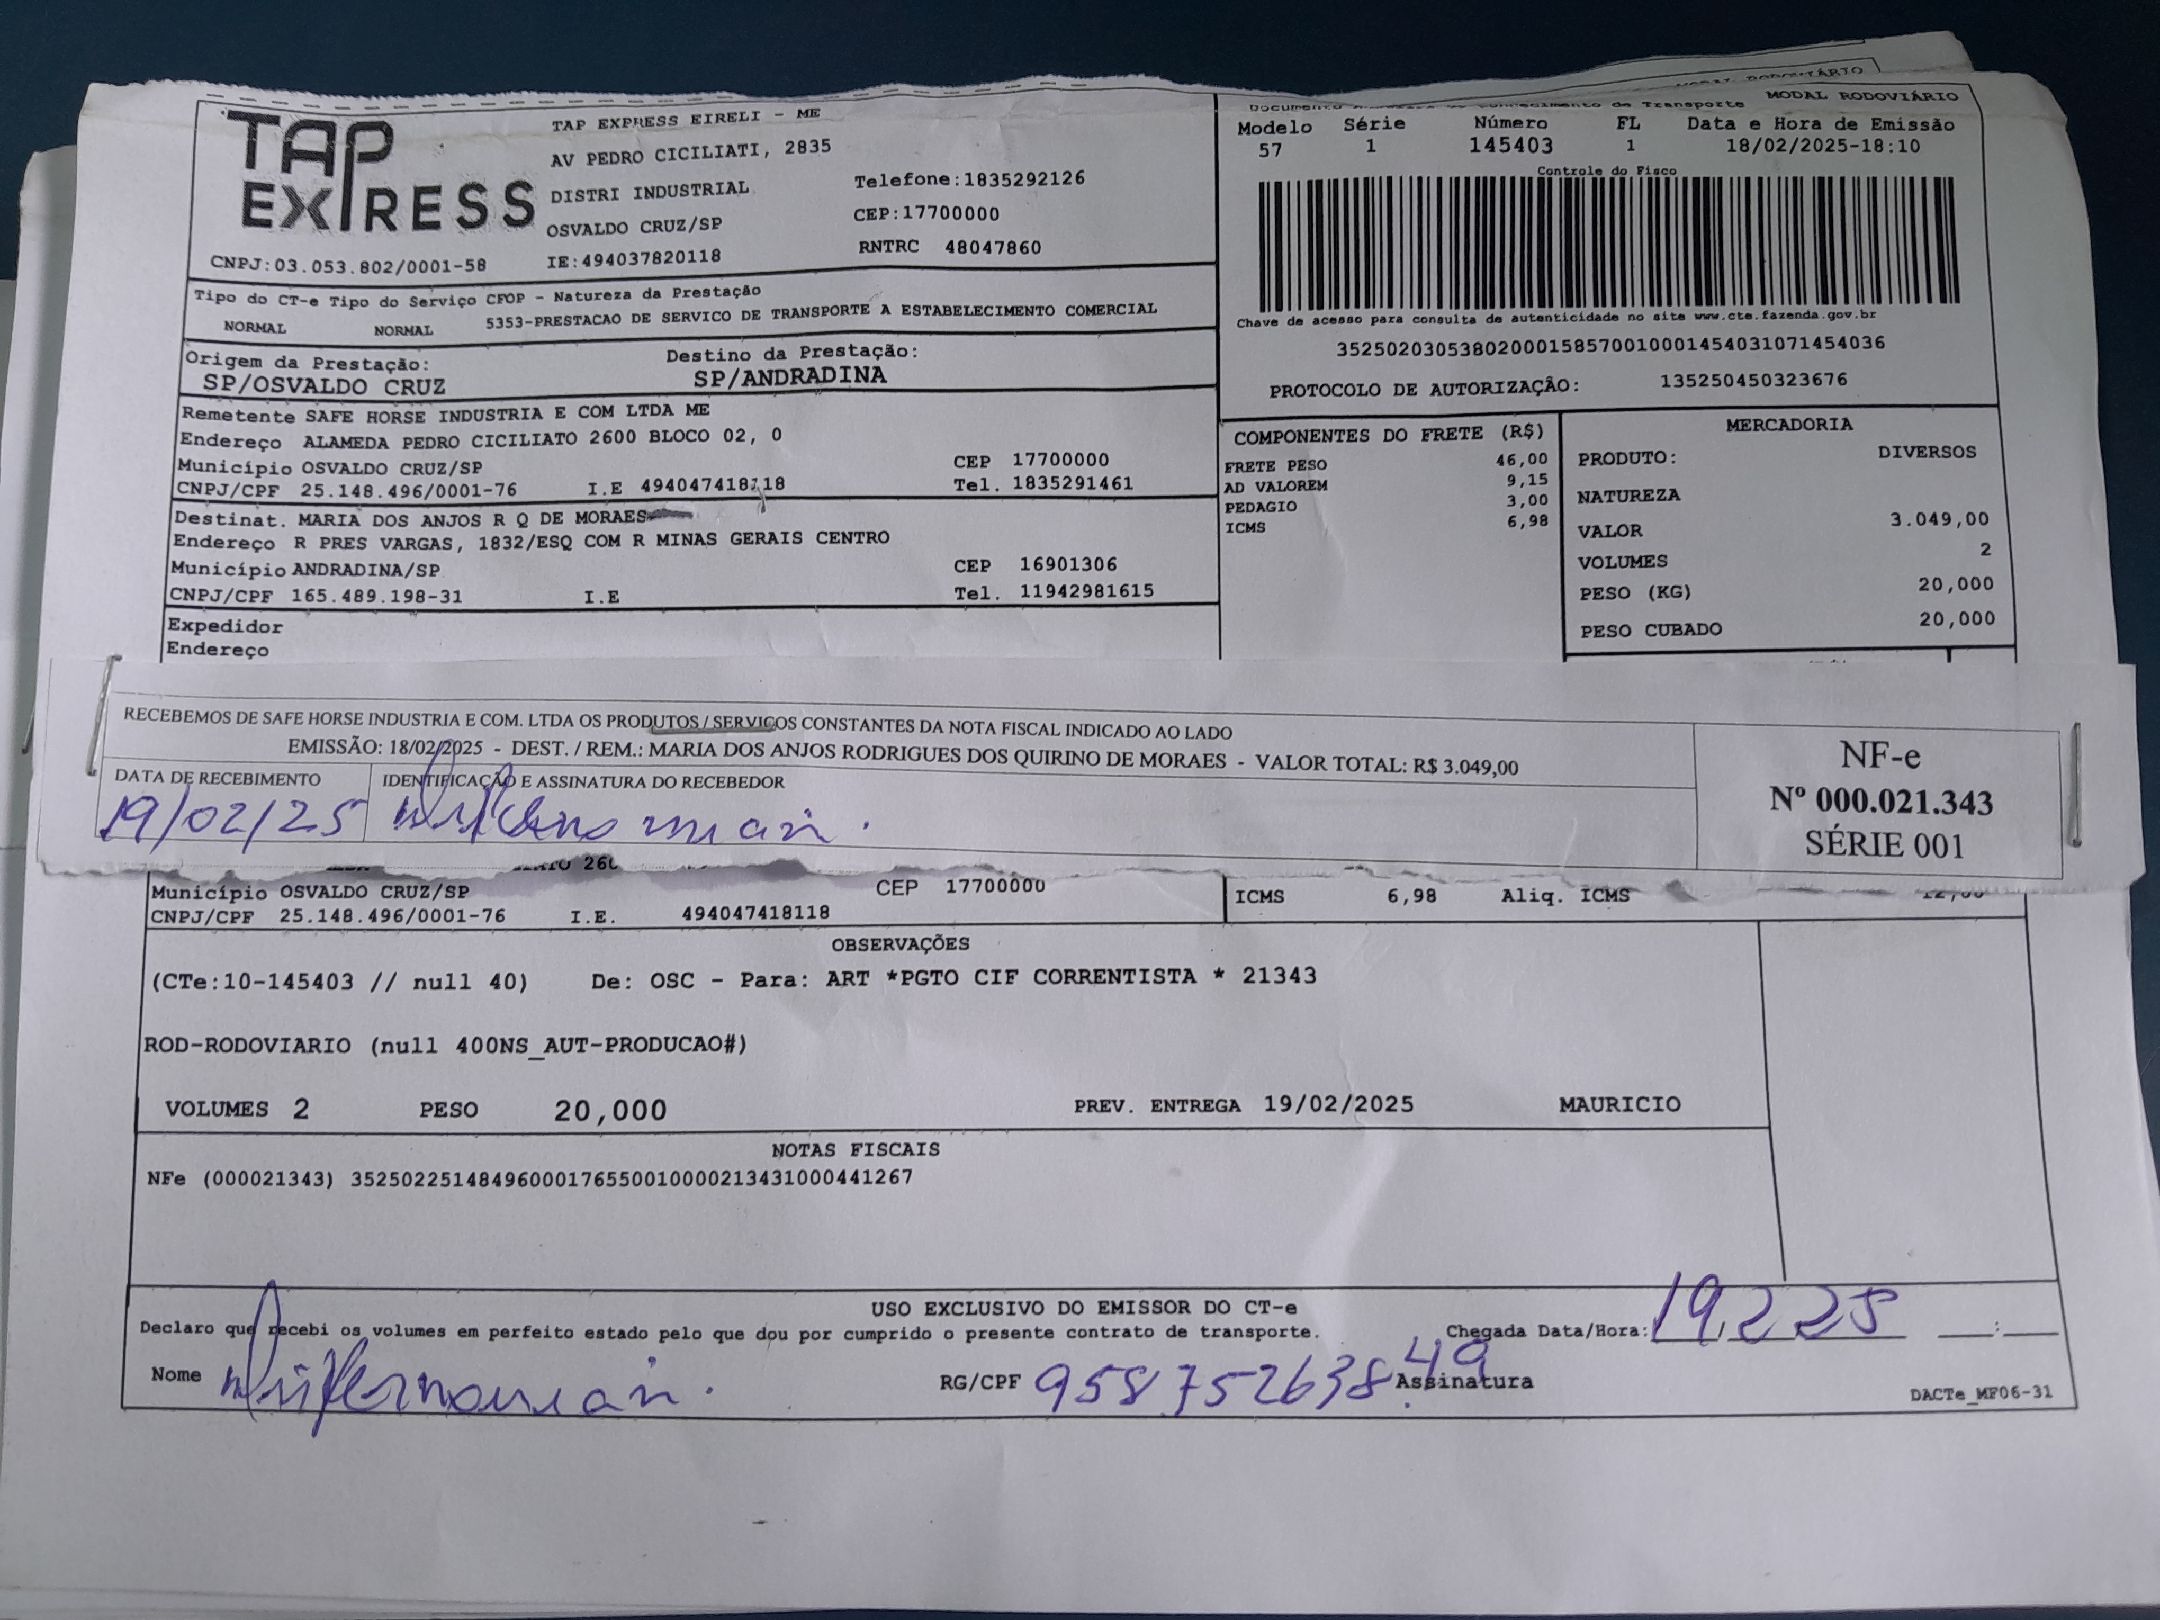 TAP EXPRESS
TAP EXPRESS EIRELI - ME
AV PEDRO CICILIATI, 2835
DISTRI INDUSTRIAL
Telefone:1835292126
OSVALDO CRUZ/SP
CEP:17700000
CNPJ:03.053.802/0001-58
IE:494037820118
RNTRC 48047860
MODAL RODOVIÁRIO
Modelo Série Número FL Data e Hora de Emissão
57 1 145403 1 18/02/2025-18:10
Controle do Fisco
Chave de acesso para consulta de autenticidade no site www.cte.fazenda.gov.br
35250203053802000158570010001454031071454036
PROTOCOLO DE AUTORIZAÇÃO: 135250450323676
Tipo do CT-e Tipo do Serviço CFOP - Natureza da Prestação
NORMAL NORMAL 5353-PRESTACAO DE SERVICO DE TRANSPORTE A ESTABELECIMENTO COMERCIAL
Origem da Prestação: Destino da Prestação:
SP/OSVALDO CRUZ SP/ANDRADINA
Remetente SAFE HORSE INDUSTRIA E COM LTDA ME
Endereço ALAMEDA PEDRO CICILIATO 2600 BLOCO 02, 0
Município OSVALDO CRUZ/SP CEP 17700000
CNPJ/CPF 25.148.496/0001-76 I.E 494047418118 Tel. 1835291461
Destinat. MARIA DOS ANJOS R Q DE MORAES
Endereço R PRES VARGAS, 1832/ESQ COM R MINAS GERAIS CENTRO
Município ANDRADINA/SP CEP 16901306
CNPJ/CPF 165.489.198-31 I.E Tel. 11942981615
Expedidor
Endereço
COMPONENTES DO FRETE (R$)
FRETE PESO 46,00
AD VALOREM 9,15
PEDAGIO 3,00
ICMS 6,98
MERCADORIA
PRODUTO: DIVERSOS
NATUREZA
VALOR 3.049,00
VOLUMES 2
PESO (KG) 20,000
PESO CUBADO 20,000
RECEBEMOS DE SAFE HORSE INDUSTRIA E COM. LTDA OS PRODUTOS / SERVIÇOS CONSTANTES DA NOTA FISCAL INDICADO AO LADO
EMISSÃO: 18/02/2025 - DEST. / REM.: MARIA DOS ANJOS RODRIGUES DOS QUIRINO DE MORAES - VALOR TOTAL: R$ 3.049,00
DATA DE RECEBIMENTO IDENTIFICAÇÃO E ASSINATURA DO RECEBEDOR
19/02/25
NF-e
Nº 000.021.343
SÉRIE 001
Município OSVALDO CRUZ/SP CEP 17700000
CNPJ/CPF 25.148.496/0001-76 I.E. 494047418118
ICMS 6,98 Aliq. ICMS
OBSERVAÇÕES
(CTe:10-145403 // null 40) De: OSC - Para: ART *PGTO CIF CORRENTISTA * 21343
ROD-RODOVIARIO (null 400NS_AUT-PRODUCAO#)
VOLUMES 2 PESO 20,000 PREV. ENTREGA 19/02/2025 MAURICIO
NOTAS FISCAIS
NFe (000021343) 35250225148496000176550010000213431000441267
USO EXCLUSIVO DO EMISSOR DO CT-e
Declaro que recebi os volumes em perfeito estado pelo que dou por cumprido o presente contrato de transporte.
Chegada Data/Hora: 19,2 25
Nome RG/CPF 958752638.49 Assinatura
DACTe_MF06-31